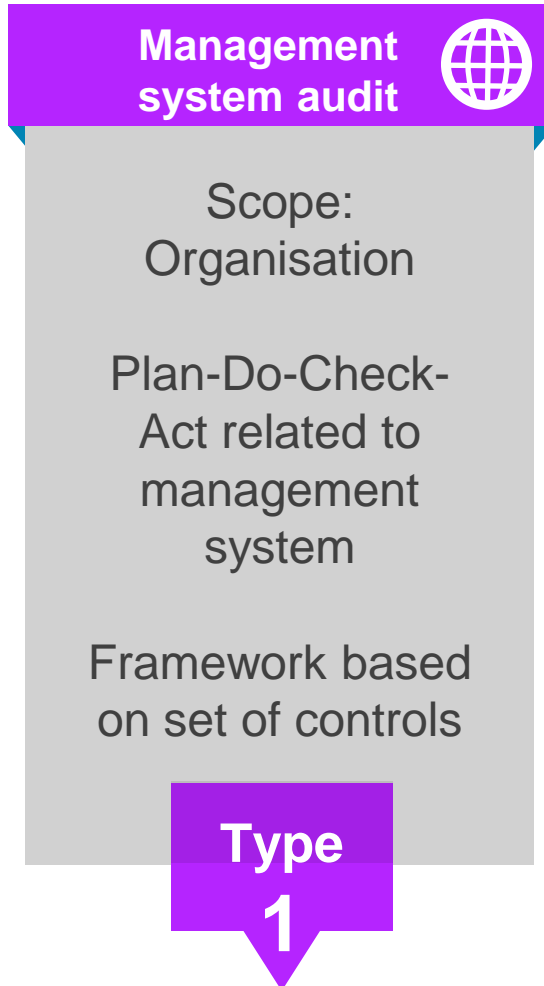 Management
system audit
Scope:
Organisation
Plan-Do-Check-
Act related to
management
system
Framework based
on set of controls
Type
1